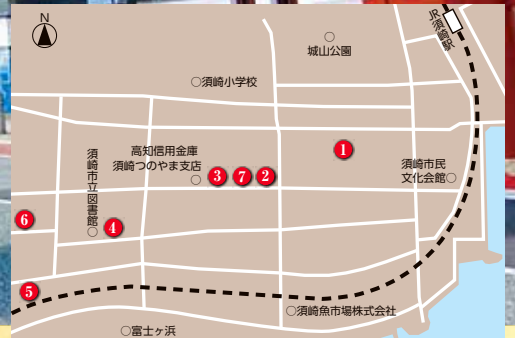 N
JR須崎駅
○
城山公園
○須崎小学校
1
高知信用金庫
須崎つのやま支店
○
3
7
2
須崎市民
文化会館○
須崎市立図書館○
6
4
5
○須崎魚市場株式会社
○富士ヶ浜